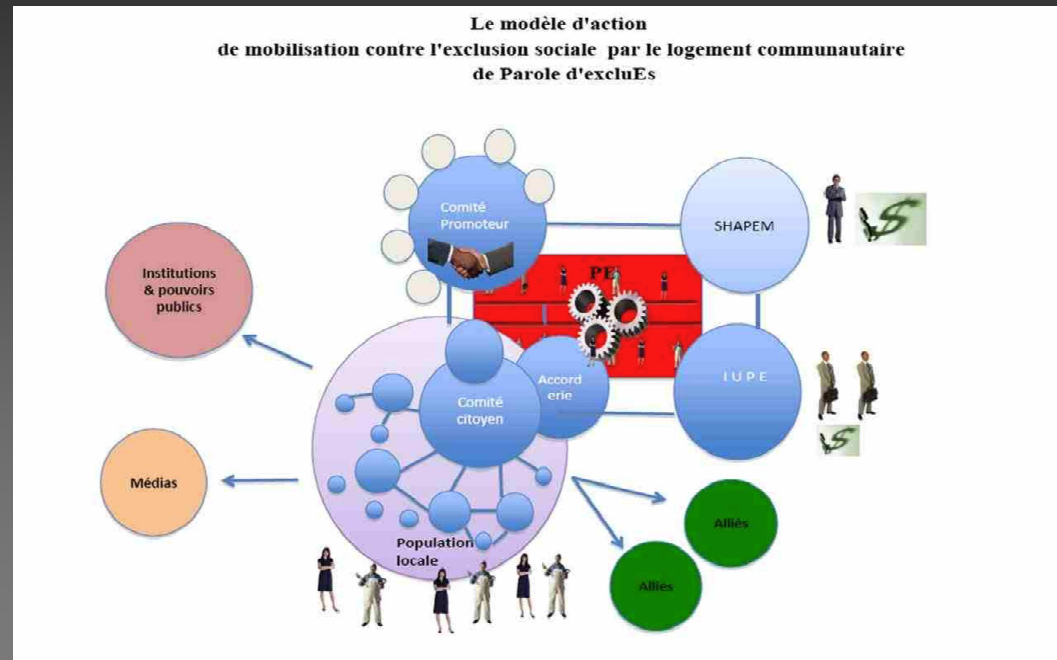 Le modèle d'action
de mobilisation contre l'exclusion sociale par le logement communautaire
de Parole d'excluEs
Comité
Promoteur
SHAPEM
PE
Institutions
& pouvoirs
publics
I U P E
Accord
erie
Comité
citoyen
Médias
Population
locale
Alliés
Alliés